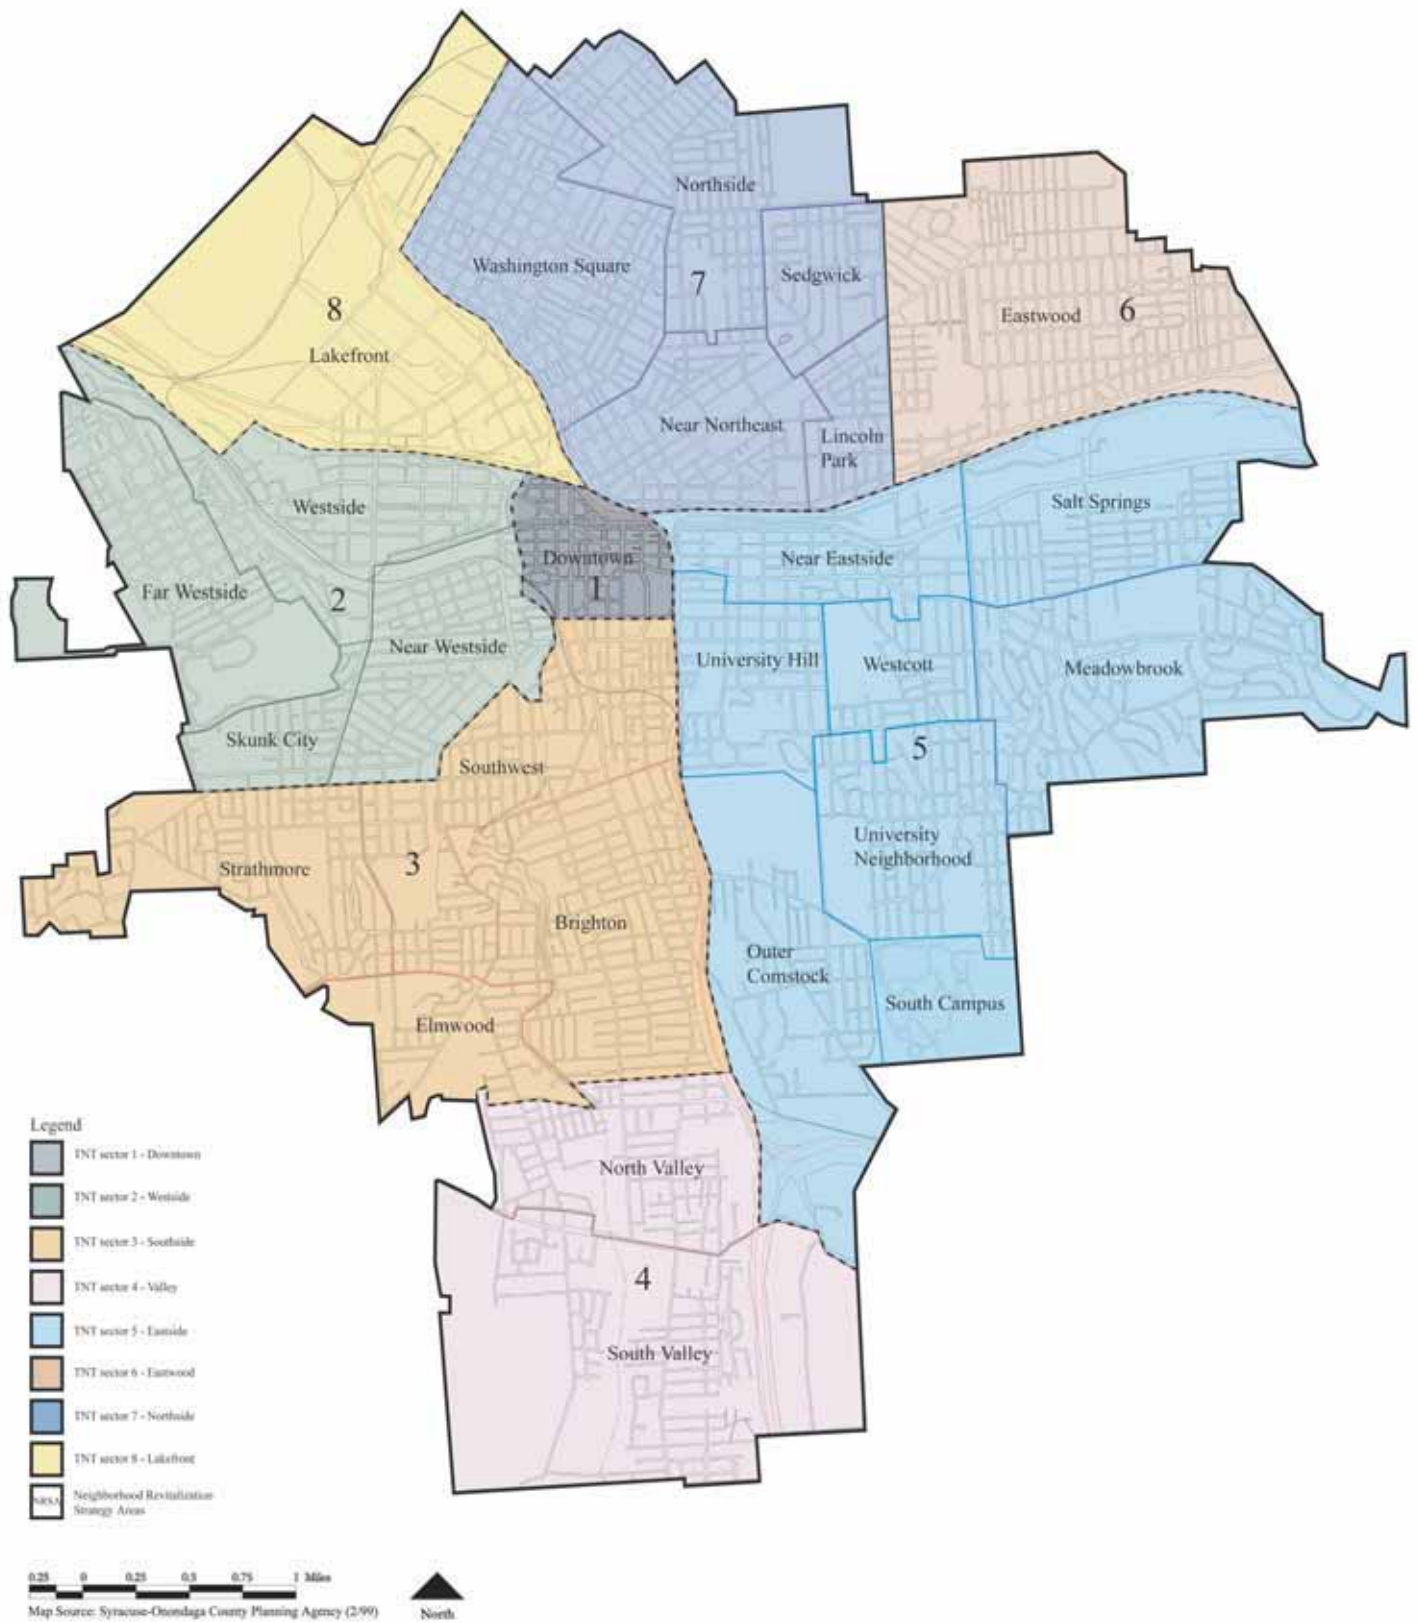 Northside
Washington Square
7
Sedgwick
8
Eastwood
6
Lakefront
Near Northeast
Lincoln
Park
Westside
Salt Springs
Downtown
1
Near Eastside
Far Westside
2
Near Westside
University Hill
Westcott
Meadowbrook
Skunk City
5
Southwest
University
Neighborhood
Strathmore
3
Brighton
Outer
Comstock
South Campus
Elmwood
North Valley
4
South Valley
Legend
TNT sector 1 - Downtown
TNT sector 2 - Westside
TNT sector 3 - Southside
TNT sector 4 - Valley
TNT sector 5 - Eastside
TNT sector 6 - Eastwood
TNT sector 7 - Northside
TNT sector 8 - Lakefront
NRSA
Neighborhood Revitalization
Strategy Areas
0.25 0 0.25 0.5 0.75 1 Miles
Map Source: Syracuse-Onondaga County Planning Agency (2/99)
North